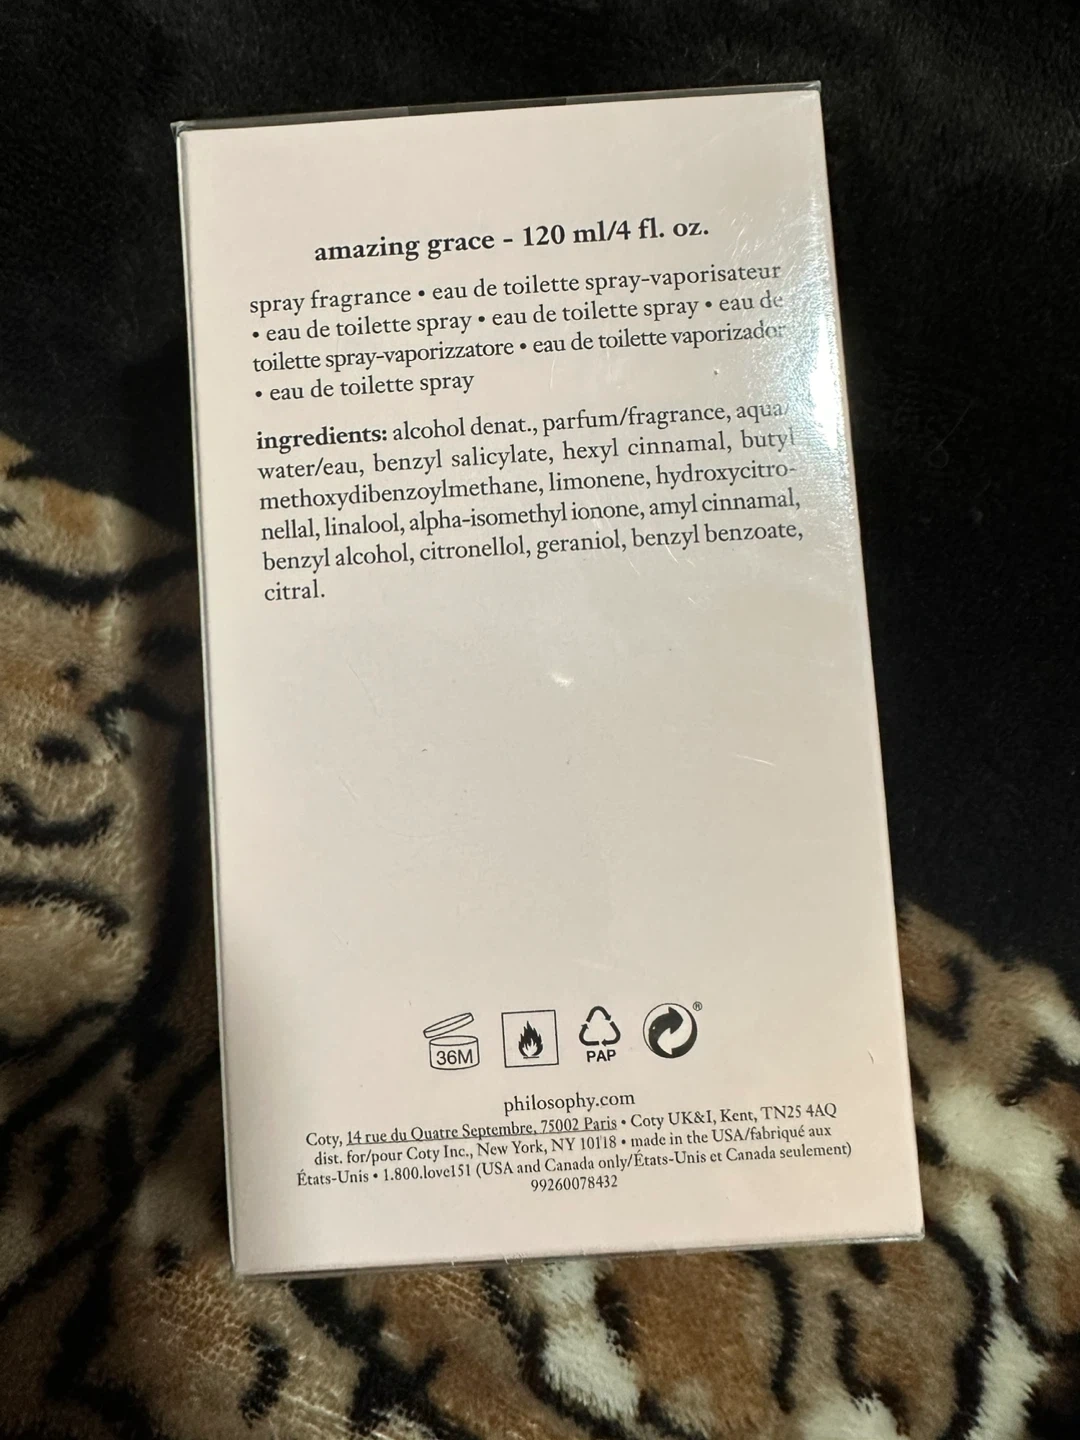 amazing grace - 120 ml/4 fl. oz.
spray fragrance • eau de toilette spray-vaporisateur
• eau de toilette spray • eau de toilette spray • eau de
toilette spray-vaporizzatore • eau de toilette vaporizador
• eau de toilette spray
ingredients: alcohol denat., parfum/fragrance, aqua/
water/eau, benzyl salicylate, hexyl cinnamal, butyl
methoxydibenzoylmethane, limonene, hydroxycitro-
nellal, linalool, alpha-isomethyl ionone, amyl cinnamal,
benzyl alcohol, citronellol, geraniol, benzyl benzoate,
citral.
36M
PAP
®
philosophy.com
Coty, 14 rue du Quatre Septembre, 75002 Paris • Coty UK&I, Kent, TN25 4AQ
dist. for/pour Coty Inc., New York, NY 10118 • made in the USA/fabriqué aux
États-Unis • 1.800.love151 (USA and Canada only/États-Unis et Canada seulement)
99260078432